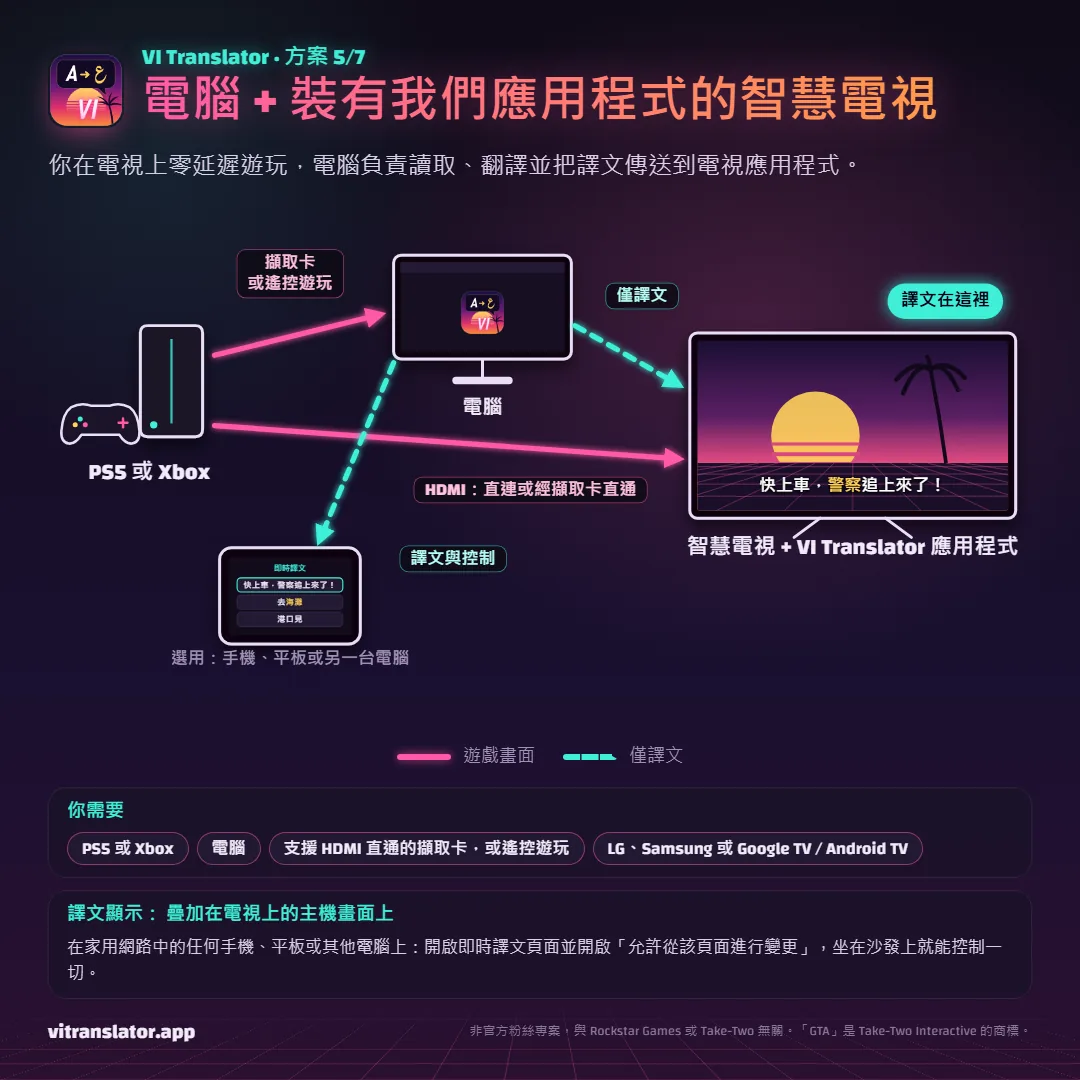 A→ع
VI
VI Translator · 方案 5/7
電腦 + 裝有我們應用程式的智慧電視
你在電視上零延遲遊玩，電腦負責讀取、翻譯並把譯文傳送到電視應用程式。
擷取卡
或遙控遊玩
A→ع
VI
僅譯文
譯文在這裡
電腦
PS5 或 Xbox
快上車，警察追上來了！
HDMI：直連或經擷取卡直通
智慧電視 + VI Translator 應用程式
譯文與控制
即時譯文
快上車，警察追上來了！
去海灘
港口見
選用：手機、平板或另一台電腦
遊戲畫面
僅譯文
你需要
PS5 或 Xbox
電腦
支援 HDMI 直通的擷取卡，或遙控遊玩
LG、Samsung 或 Google TV / Android TV
譯文顯示： 疊加在電視上的主機畫面上
在家用網路中的任何手機、平板或其他電腦上：開啟即時譯文頁面並開啟「允許從該頁面進行變更」，坐在沙發上就能控制一
切。
vitranslator.app
非官方粉絲專案，與 Rockstar Games 或 Take-Two 無關。「GTA」是 Take-Two Interactive 的商標。